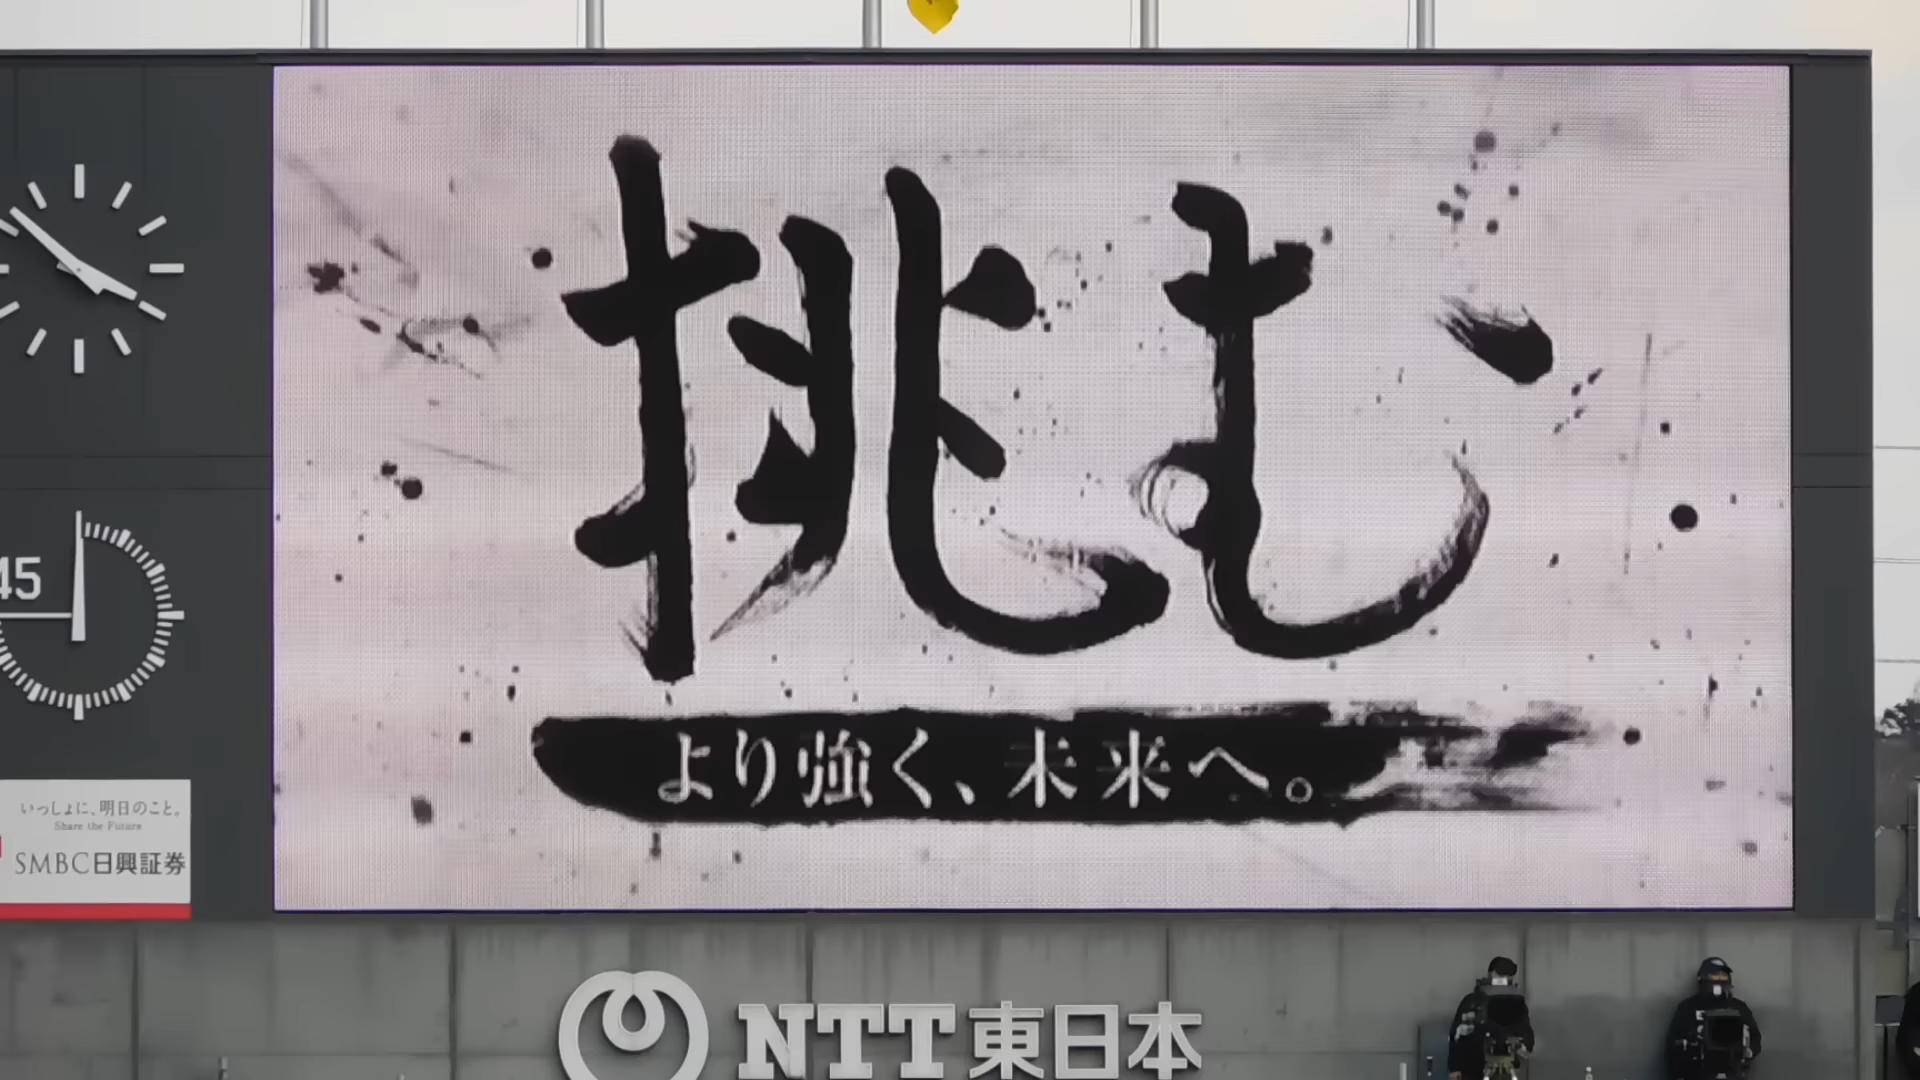 挑む
より強く、未来へ。
45
いっしょに、明日のこと。
Share the Future
SMBC日興証券
NTT東日本